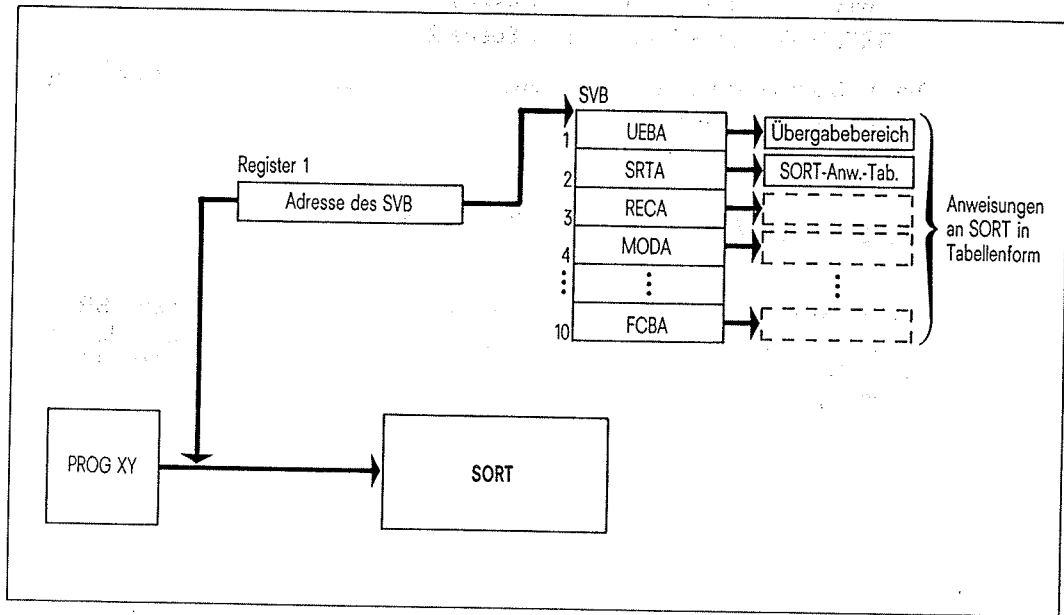 SVB
1 UEBA Übergabebereich
2 SRTA SORT-Anw.-Tab.
3 RECA
4 MODA
10 FCBA
Anweisungen
an SORT in
Tabellenform
Register 1
Adresse des SVB
PROG XY
SORT